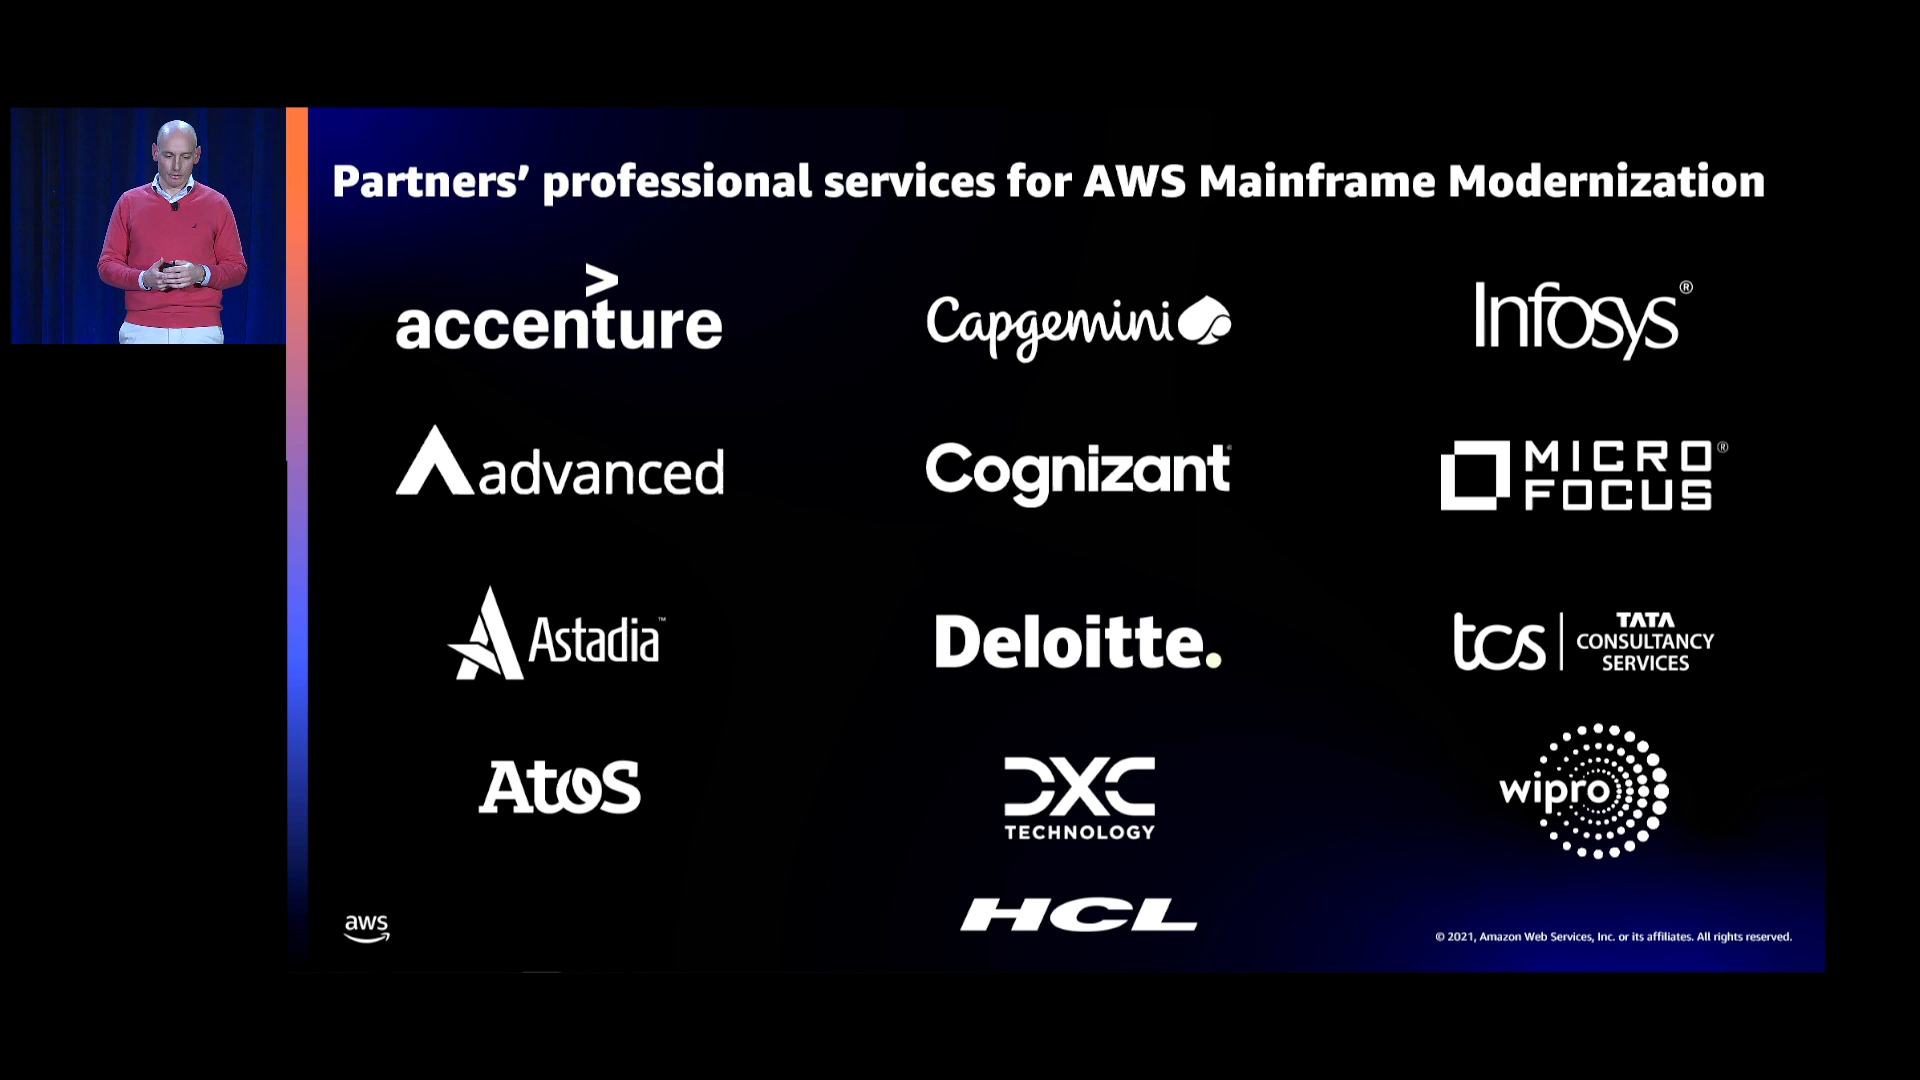 Partners’ professional services for AWS Mainframe Modernization
accenture
Capgemini
Infosys®
advanced
Cognizant
MICRO®
FOCUS
Astadia™
Deloitte.
tcs
TATA
CONSULTANCY
SERVICES
Atos
DXC
TECHNOLOGY
wipro
HCL
aws
© 2021, Amazon Web Services, Inc. or its affiliates. All rights reserved.